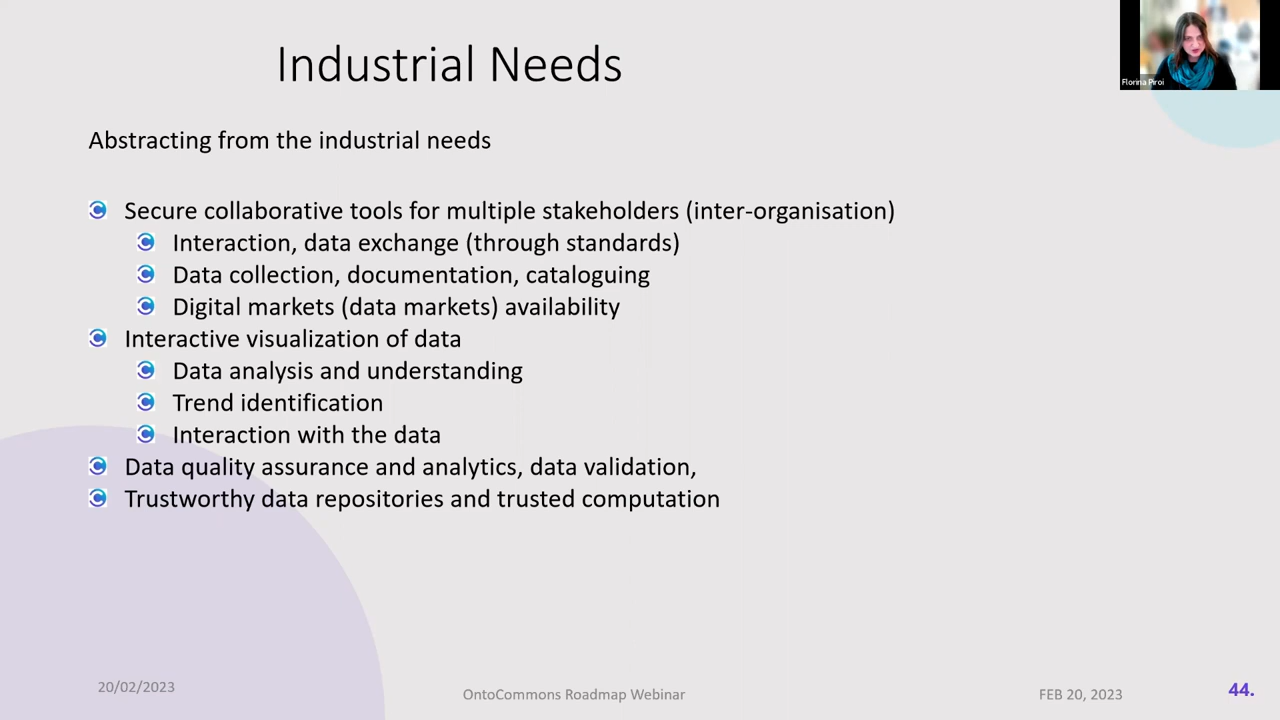 Industrial Needs
Florina Piroi
Abstracting from the industrial needs
Secure collaborative tools for multiple stakeholders (inter-organisation)
Interaction, data exchange (through standards)
Data collection, documentation, cataloguing
Digital markets (data markets) availability
Interactive visualization of data
Data analysis and understanding
Trend identification
Interaction with the data
Data quality assurance and analytics, data validation,
Trustworthy data repositories and trusted computation
20/02/2023
OntoCommons Roadmap Webinar
FEB 20, 2023
44.